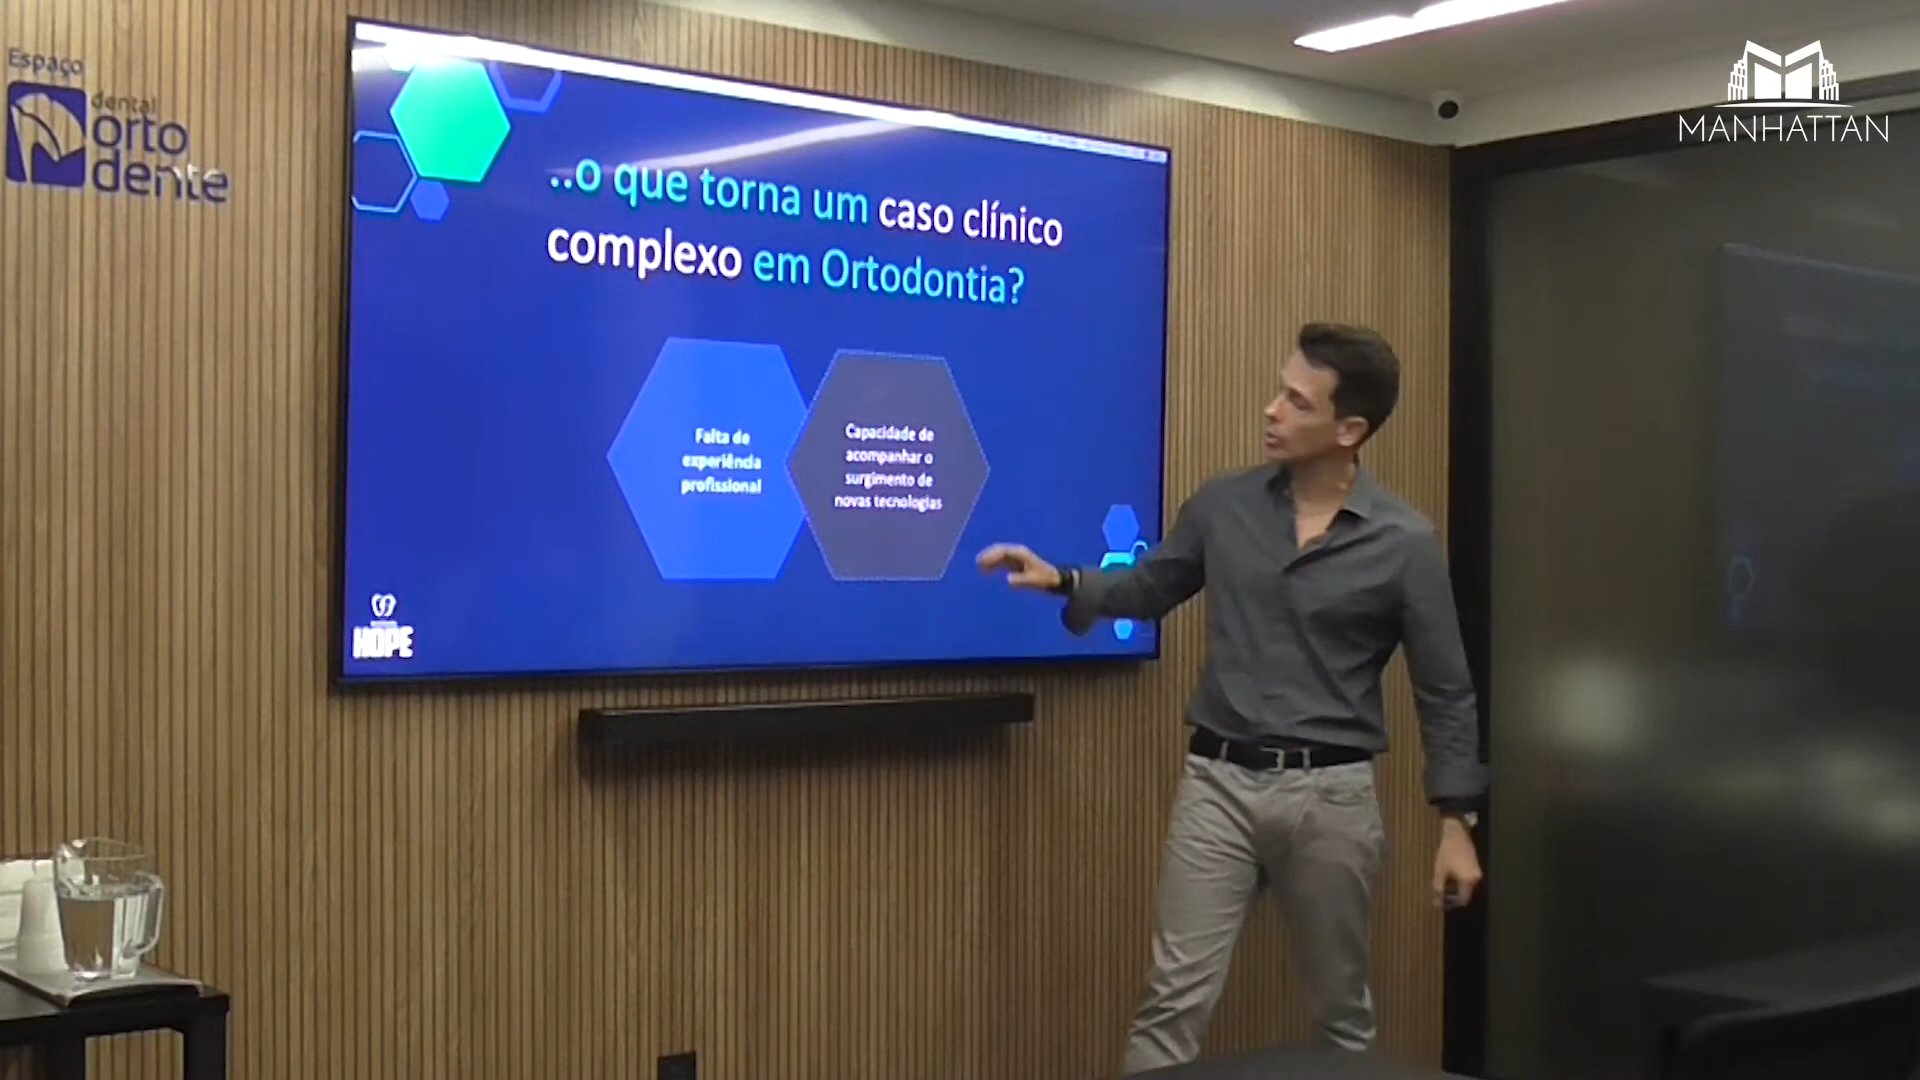 Espaço
dental
orto
dente
..o que torna um caso clínico
complexo em Ortodontia?
Falta de
experiência
profissional
Capacidade de
acompanhar o
surgimento de
novas tecnologias
HOPE
MANHATTAN